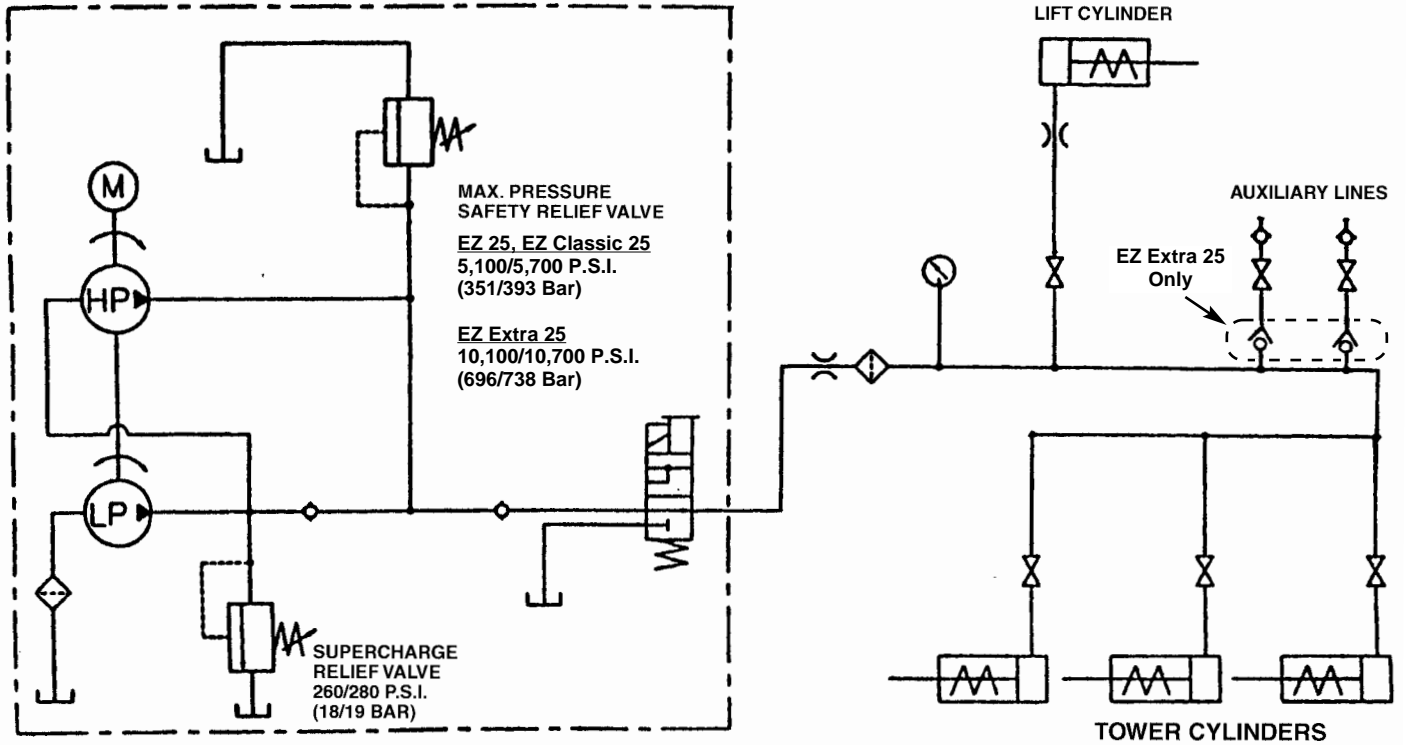 LIFT CYLINDER
M
MAX. PRESSURE
SAFETY RELIEF VALVE
EZ 25, EZ Classic 25
5,100/5,700 P.S.I.
(351/393 Bar)
EZ Extra 25
10,100/10,700 P.S.I.
(696/738 Bar)
AUXILIARY LINES
EZ Extra 25
Only
HP
LP
SUPERCHARGE
RELIEF VALVE
260/280 P.S.I.
(18/19 BAR)
TOWER CYLINDERS